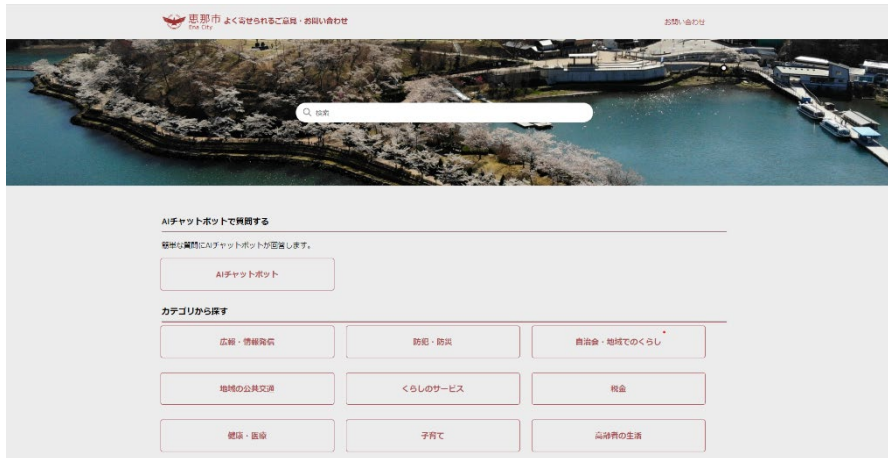 恵那市 よく寄せられるご意見・お問い合わせ
Ena City
お問い合わせ
検索
AIチャットボットで質問する
簡単な質問にAIチャットボットが回答します。
AIチャットボット
カテゴリから探す
広報・情報発信
防犯・防災
自治会・地域でのくらし
地域の公共交通
くらしのサービス
税金
健康・医療
子育て
高齢者の生活